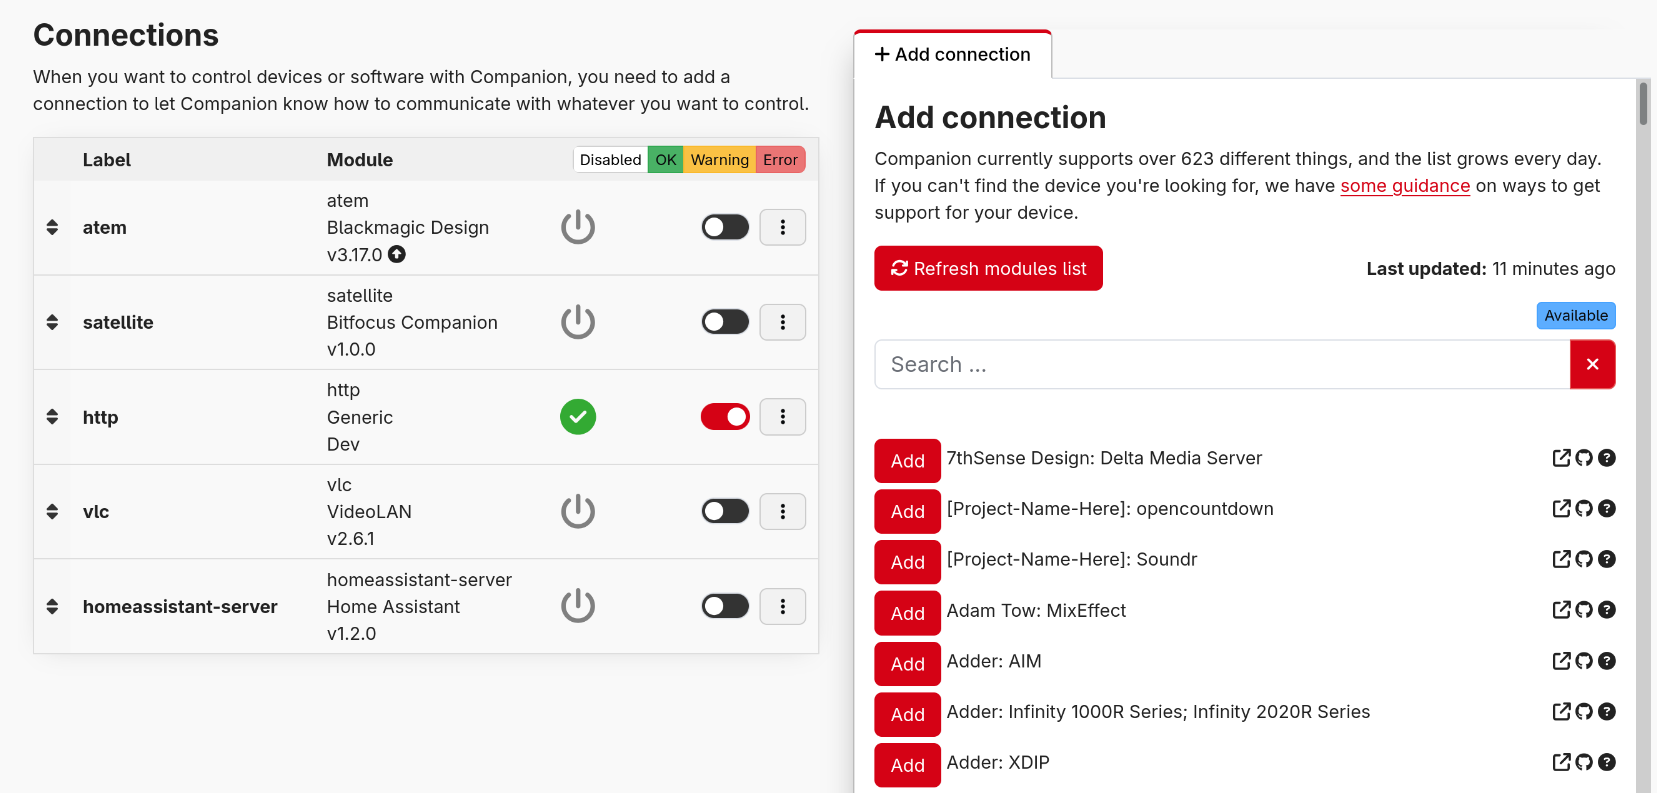 Connections
When you want to control devices or software with Companion, you need to add a
connection to let Companion know how to communicate with whatever you want to control.
Label Module Disabled OK Warning Error
atem
atem
Blackmagic Design
v3.17.0
satellite
satellite
Bitfocus Companion
v1.0.0
http
http
Generic
Dev
vlc
vlc
VideoLAN
v2.6.1
homeassistant-server
homeassistant-server
Home Assistant
v1.2.0
Add connection
Add connection
Companion currently supports over 623 different things, and the list grows every day.
If you can't find the device you're looking for, we have some guidance on ways to get
support for your device.
Refresh modules list Last updated: 11 minutes ago
Available
Search ...
Add 7thSense Design: Delta Media Server
Add [Project-Name-Here]: opencountdown
Add [Project-Name-Here]: Soundr
Add Adam Tow: MixEffect
Add Adder: AIM
Add Adder: Infinity 1000R Series; Infinity 2020R Series
Add Adder: XDIP